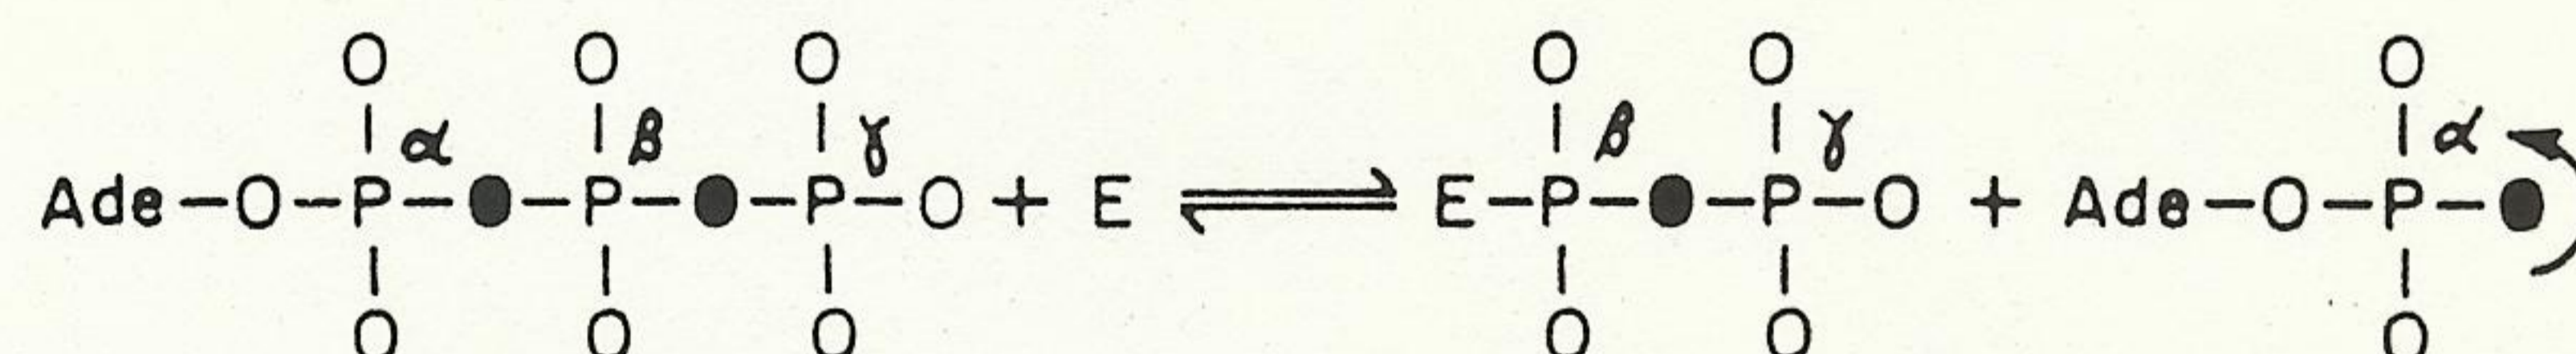 O O O O O O
α β γ β γ α
Ade–O–P–●–P–●–P–O + E ⇌ E–P–●–P–O + Ade–O–P–●
O O O O O O